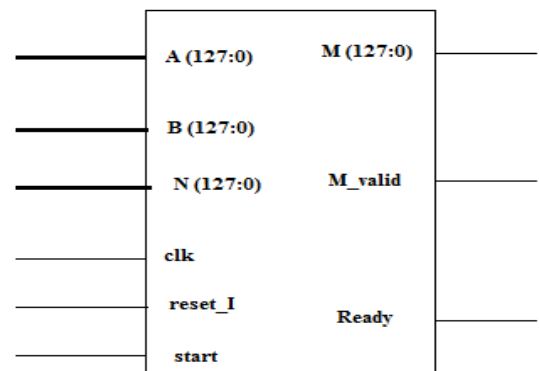 A (127:0)
M (127:0)
B (127:0)
N (127:0)
M_valid
clk
reset_I
Ready
start